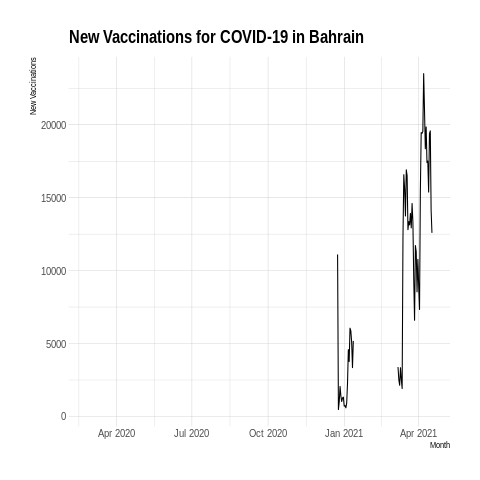 New Vaccinations for COVID-19 in Bahrain
New Vaccinations
20000
15000
10000
5000
0
Apr 2020 Jul 2020 Oct 2020 Jan 2021 Apr 2021
Month